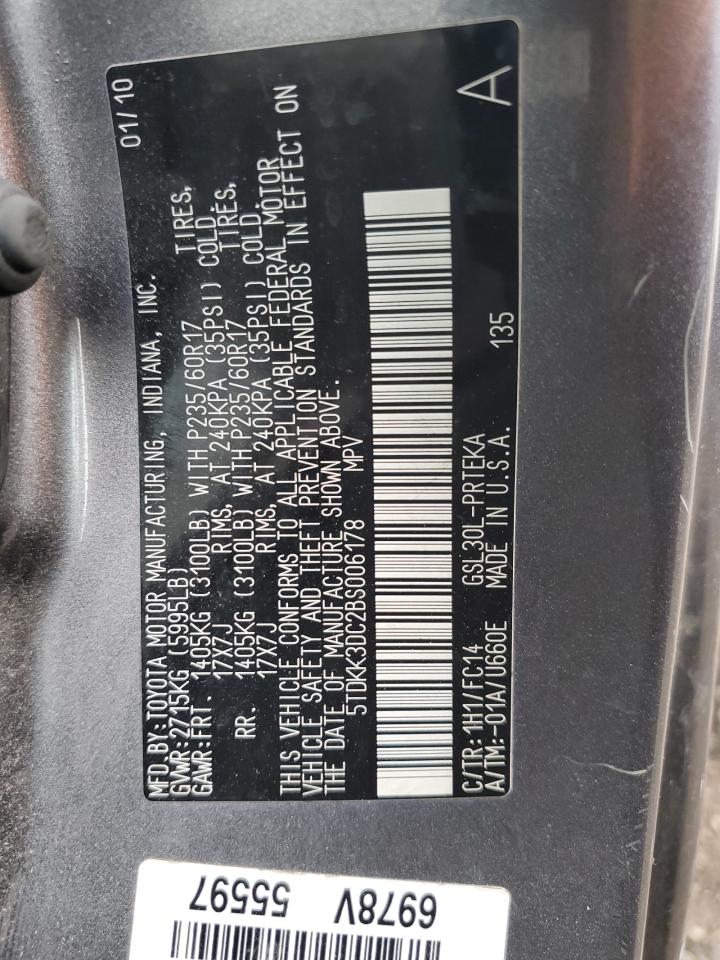 MFD.BY:TOYOTA MOTOR MANUFACTURING, INDIANA, INC. 01/10
GVWR:2715KG (5995LB)
GAWR:FRT. 1405KG (3100LB) WITH P235/60R17 TIRES,
17X7J RIMS, AT 240KPA (35PSI) COLD.
RR. 1405KG (3100LB) WITH P235/60R17 TIRES,
17X7J RIMS, AT 240KPA (35PSI) COLD.
THIS VEHICLE CONFORMS TO ALL APPLICABLE FEDERAL MOTOR
VEHICLE SAFETY AND THEFT PREVENTION STANDARDS IN EFFECT ON
THE DATE OF MANUFACTURE SHOWN ABOVE.
5TDKK3DC2BS006178 MPV
C/TR:1H1/FC14 GSL30L-PRTEKA A
A/TM:-01A/U660E MADE IN U.S.A. 135
6978V 55597